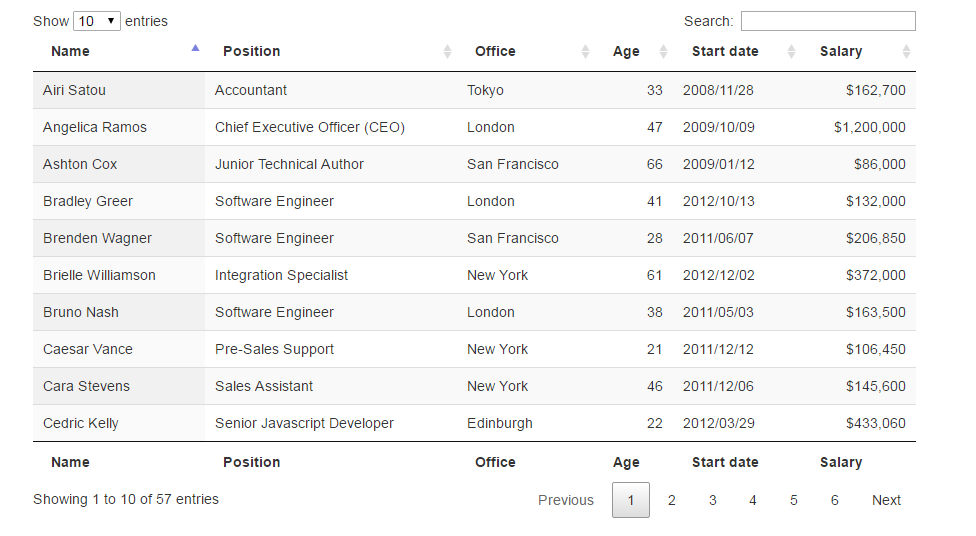 Show 10 entries Search:
Name Position Office Age Start date Salary
Airi Satou Accountant Tokyo 33 2008/11/28 $162,700
Angelica Ramos Chief Executive Officer (CEO) London 47 2009/10/09 $1,200,000
Ashton Cox Junior Technical Author San Francisco 66 2009/01/12 $86,000
Bradley Greer Software Engineer London 41 2012/10/13 $132,000
Brenden Wagner Software Engineer San Francisco 28 2011/06/07 $206,850
Brielle Williamson Integration Specialist New York 61 2012/12/02 $372,000
Bruno Nash Software Engineer London 38 2011/05/03 $163,500
Caesar Vance Pre-Sales Support New York 21 2011/12/12 $106,450
Cara Stevens Sales Assistant New York 46 2011/12/06 $145,600
Cedric Kelly Senior Javascript Developer Edinburgh 22 2012/03/29 $433,060
Name Position Office Age Start date Salary
Showing 1 to 10 of 57 entries Previous 1 2 3 4 5 6 Next